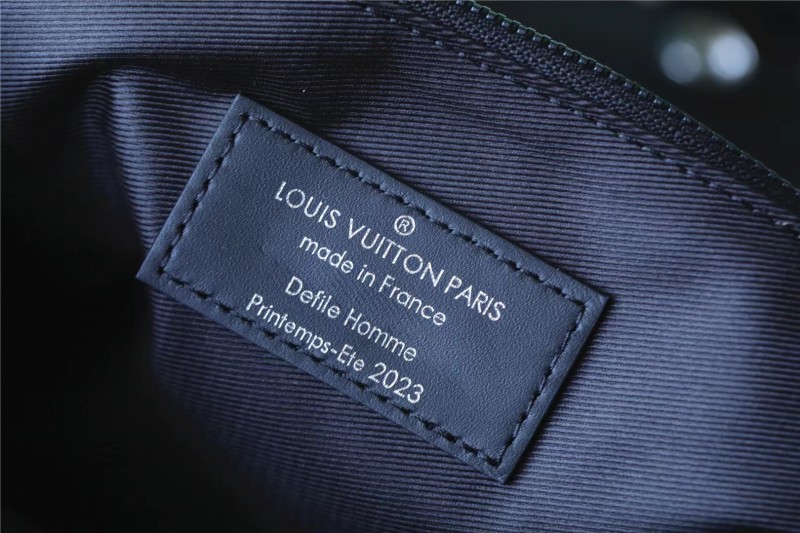 ®
LOUIS VUITTON PARIS
made in France
Defile Homme
Printemps-Ete 2023